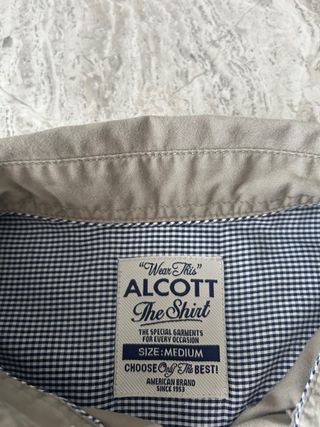 "Wear This"
ALCOTT
The Shirt
THE SPECIAL GARMENTS
FOR EVERY OCCASION
SIZE:MEDIUM
CHOOSE Only The BEST!
AMERICAN BRAND
SINCE 1953